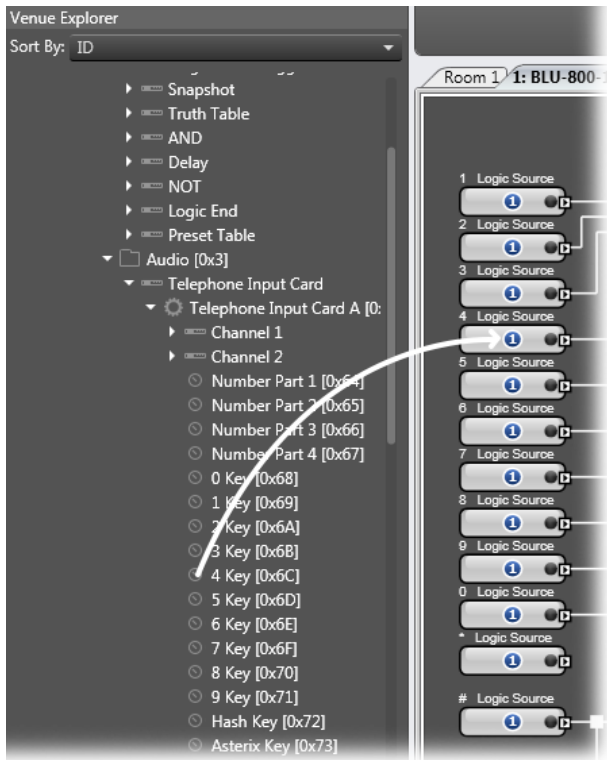 Venue Explorer
Sort By: ID
Snapshot
Truth Table
AND
Delay
NOT
Logic End
Preset Table
Audio [0x3]
Telephone Input Card
Telephone Input Card A [0:
Channel 1
Channel 2
Number Part 1 [0x64]
Number Part 2 [0x65]
Number Part 3 [0x66]
Number Part 4 [0x67]
0 Key [0x68]
1 Key [0x69]
2 Key [0x6A]
3 Key [0x6B]
4 Key [0x6C]
5 Key [0x6D]
6 Key [0x6E]
7 Key [0x6F]
8 Key [0x70]
9 Key [0x71]
Hash Key [0x72]
Asterix Key [0x73]
Room 1
1: BLU-800-
1 Logic Source
1
2 Logic Source
1
3 Logic Source
1
4 Logic Source
1
5 Logic Source
1
6 Logic Source
1
7 Logic Source
1
8 Logic Source
1
9 Logic Source
1
0 Logic Source
1
* Logic Source
1
# Logic Source
1